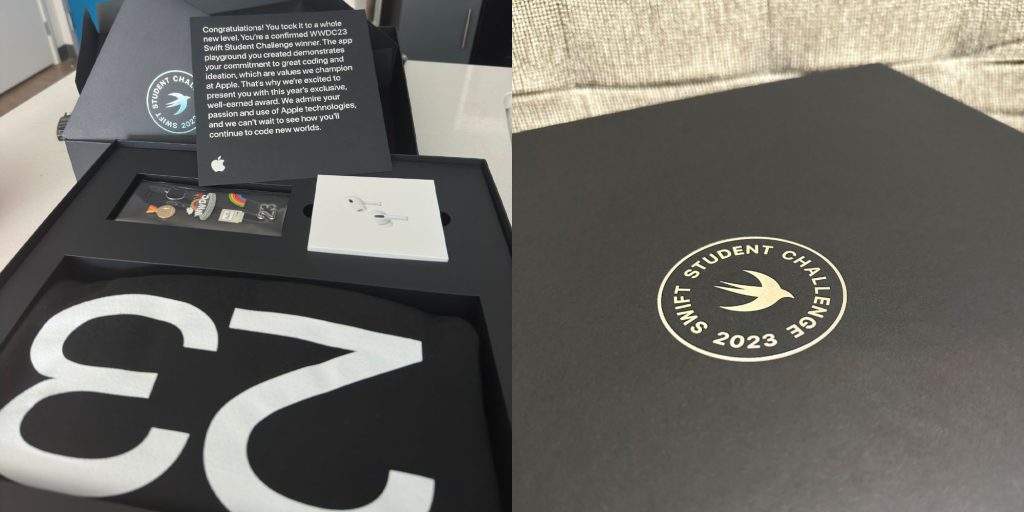 Congratulations! You took it to a whole
new level. You're a confirmed WWDC23
Swift Student Challenge winner. The app
playground you created demonstrates
your commitment to great coding and
ideation, which are values we champion
at Apple. That's why we're excited to
present you with this year's exclusive,
well-earned award. We admire your
passion and use of Apple technologies,
and we can't wait to see how you'll
continue to code new worlds.
SWIFT STUDENT CHALLENGE
2023
WWDC
23
23
SWIFT STUDENT CHALLENGE
2023